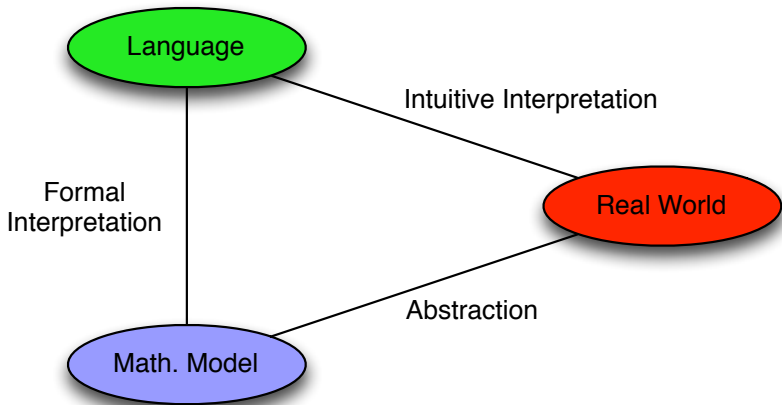 Language
Intuitive Interpretation
Formal
Interpretation
Real World
Abstraction
Math. Model